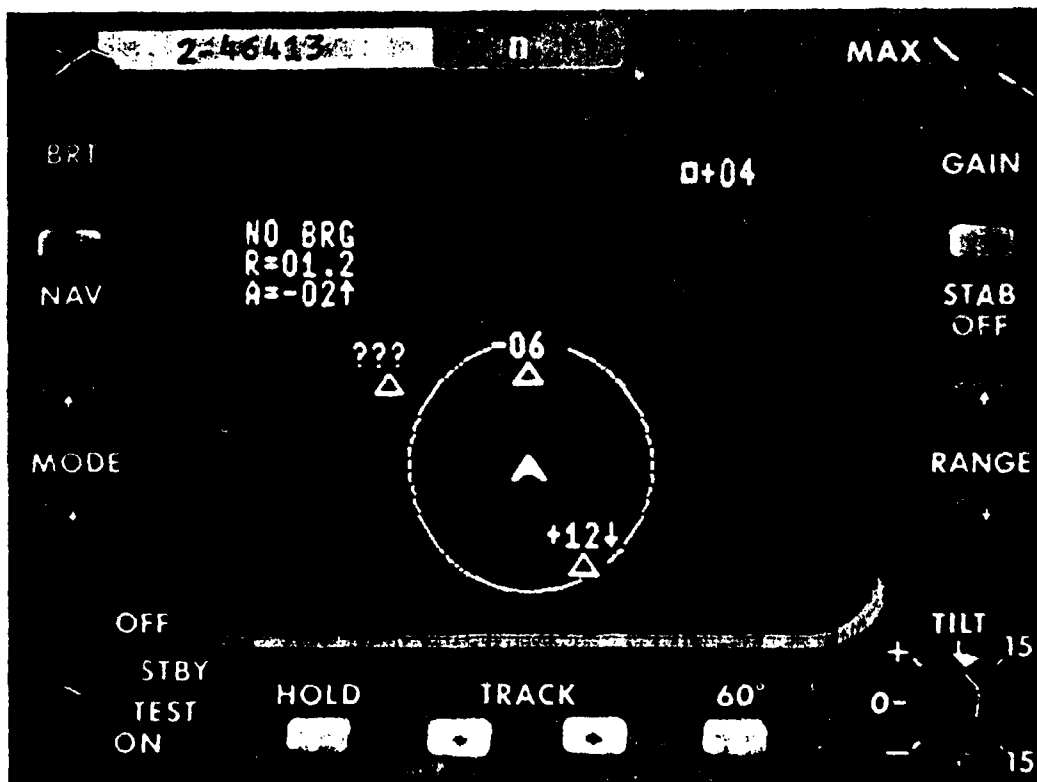 2-46413
MAX
BRT
GAIN
□+04
NO BRG
R=01.2
A=-02↑
NAV
STAB
OFF
-06
???
MODE
RANGE
+12↓
OFF
TILT
+
15
STBY
HOLD
TRACK
60°
TEST
0-
ON
-
15